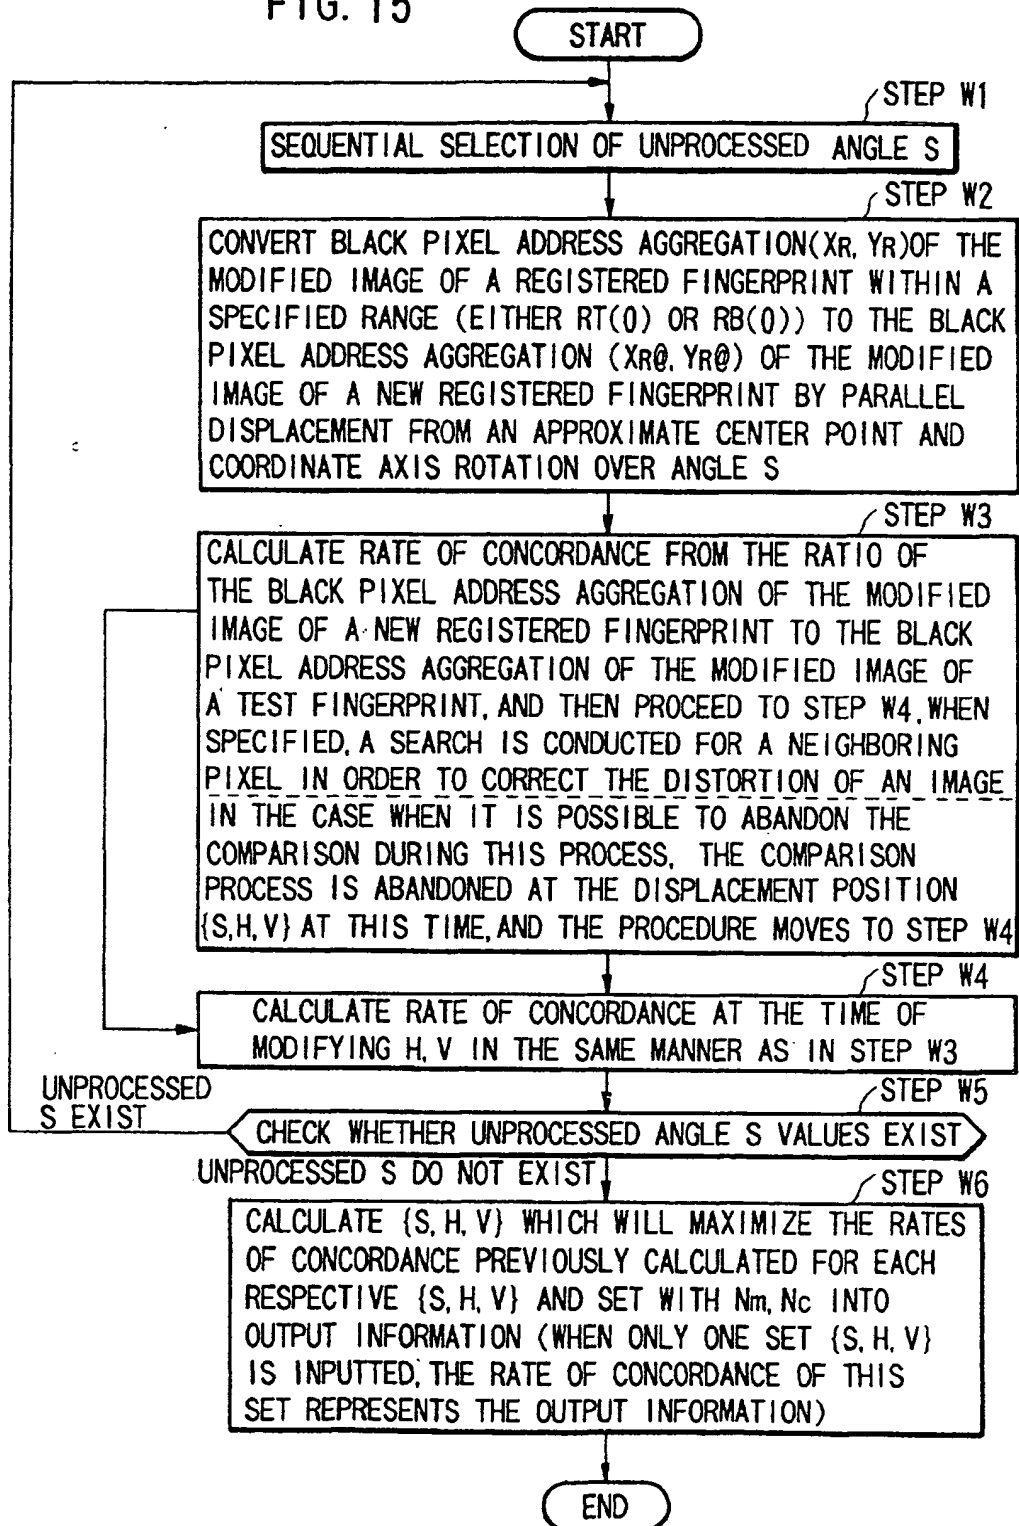 FIG. 15
START
STEP W1
SEQUENTIAL SELECTION OF UNPROCESSED ANGLE S
STEP W2
CONVERT BLACK PIXEL ADDRESS AGGREGATION(XR, YR)OF THE
MODIFIED IMAGE OF A REGISTERED FINGERPRINT WITHIN A
SPECIFIED RANGE (EITHER RT() OR RB()) TO THE BLACK
PIXEL ADDRESS AGGREGATION (XR@, YR@) OF THE MODIFIED
IMAGE OF A NEW REGISTERED FINGERPRINT BY PARALLEL
DISPLACEMENT FROM AN APPROXIMATE CENTER POINT AND
COORDINATE AXIS ROTATION OVER ANGLE S
STEP W3
CALCULATE RATE OF CONCORDANCE FROM THE RATIO OF
THE BLACK PIXEL ADDRESS AGGREGATION OF THE MODIFIED
IMAGE OF A NEW REGISTERED FINGERPRINT TO THE BLACK
PIXEL ADDRESS AGGREGATION OF THE MODIFIED IMAGE OF
A TEST FINGERPRINT, AND THEN PROCEED TO STEP W4. WHEN
SPECIFIED, A SEARCH IS CONDUCTED FOR A NEIGHBORING
PIXEL IN ORDER TO CORRECT THE DISTORTION OF AN IMAGE
IN THE CASE WHEN IT IS POSSIBLE TO ABANDON THE
COMPARISON DURING THIS PROCESS, THE COMPARISON
PROCESS IS ABANDONED AT THE DISPLACEMENT POSITION
{S, H, V} AT THIS TIME, AND THE PROCEDURE MOVES TO STEP W4
STEP W4
CALCULATE RATE OF CONCORDANCE AT THE TIME OF
MODIFYING H, V IN THE SAME MANNER AS IN STEP W3
UNPROCESSED
S EXIST
STEP W5
CHECK WHETHER UNPROCESSED ANGLE S VALUES EXIST
UNPROCESSED S DO NOT EXIST
STEP W6
CALCULATE {S, H, V} WHICH WILL MAXIMIZE THE RATES
OF CONCORDANCE PREVIOUSLY CALCULATED FOR EACH
RESPECTIVE {S, H, V} AND SET WITH Nm, Nc INTO
OUTPUT INFORMATION (WHEN ONLY ONE SET {S, H, V}
IS INPUTTED, THE RATE OF CONCORDANCE OF THIS
SET REPRESENTS THE OUTPUT INFORMATION)
END